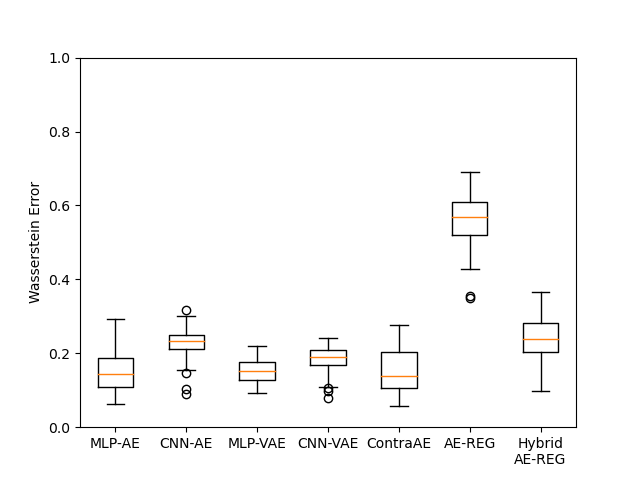 1.0
0.8
0.6
0.4
0.2
0.0
Wasserstein Error
MLP-AE CNN-AE MLP-VAE CNN-VAE ContraAE AE-REG Hybrid
AE-REG